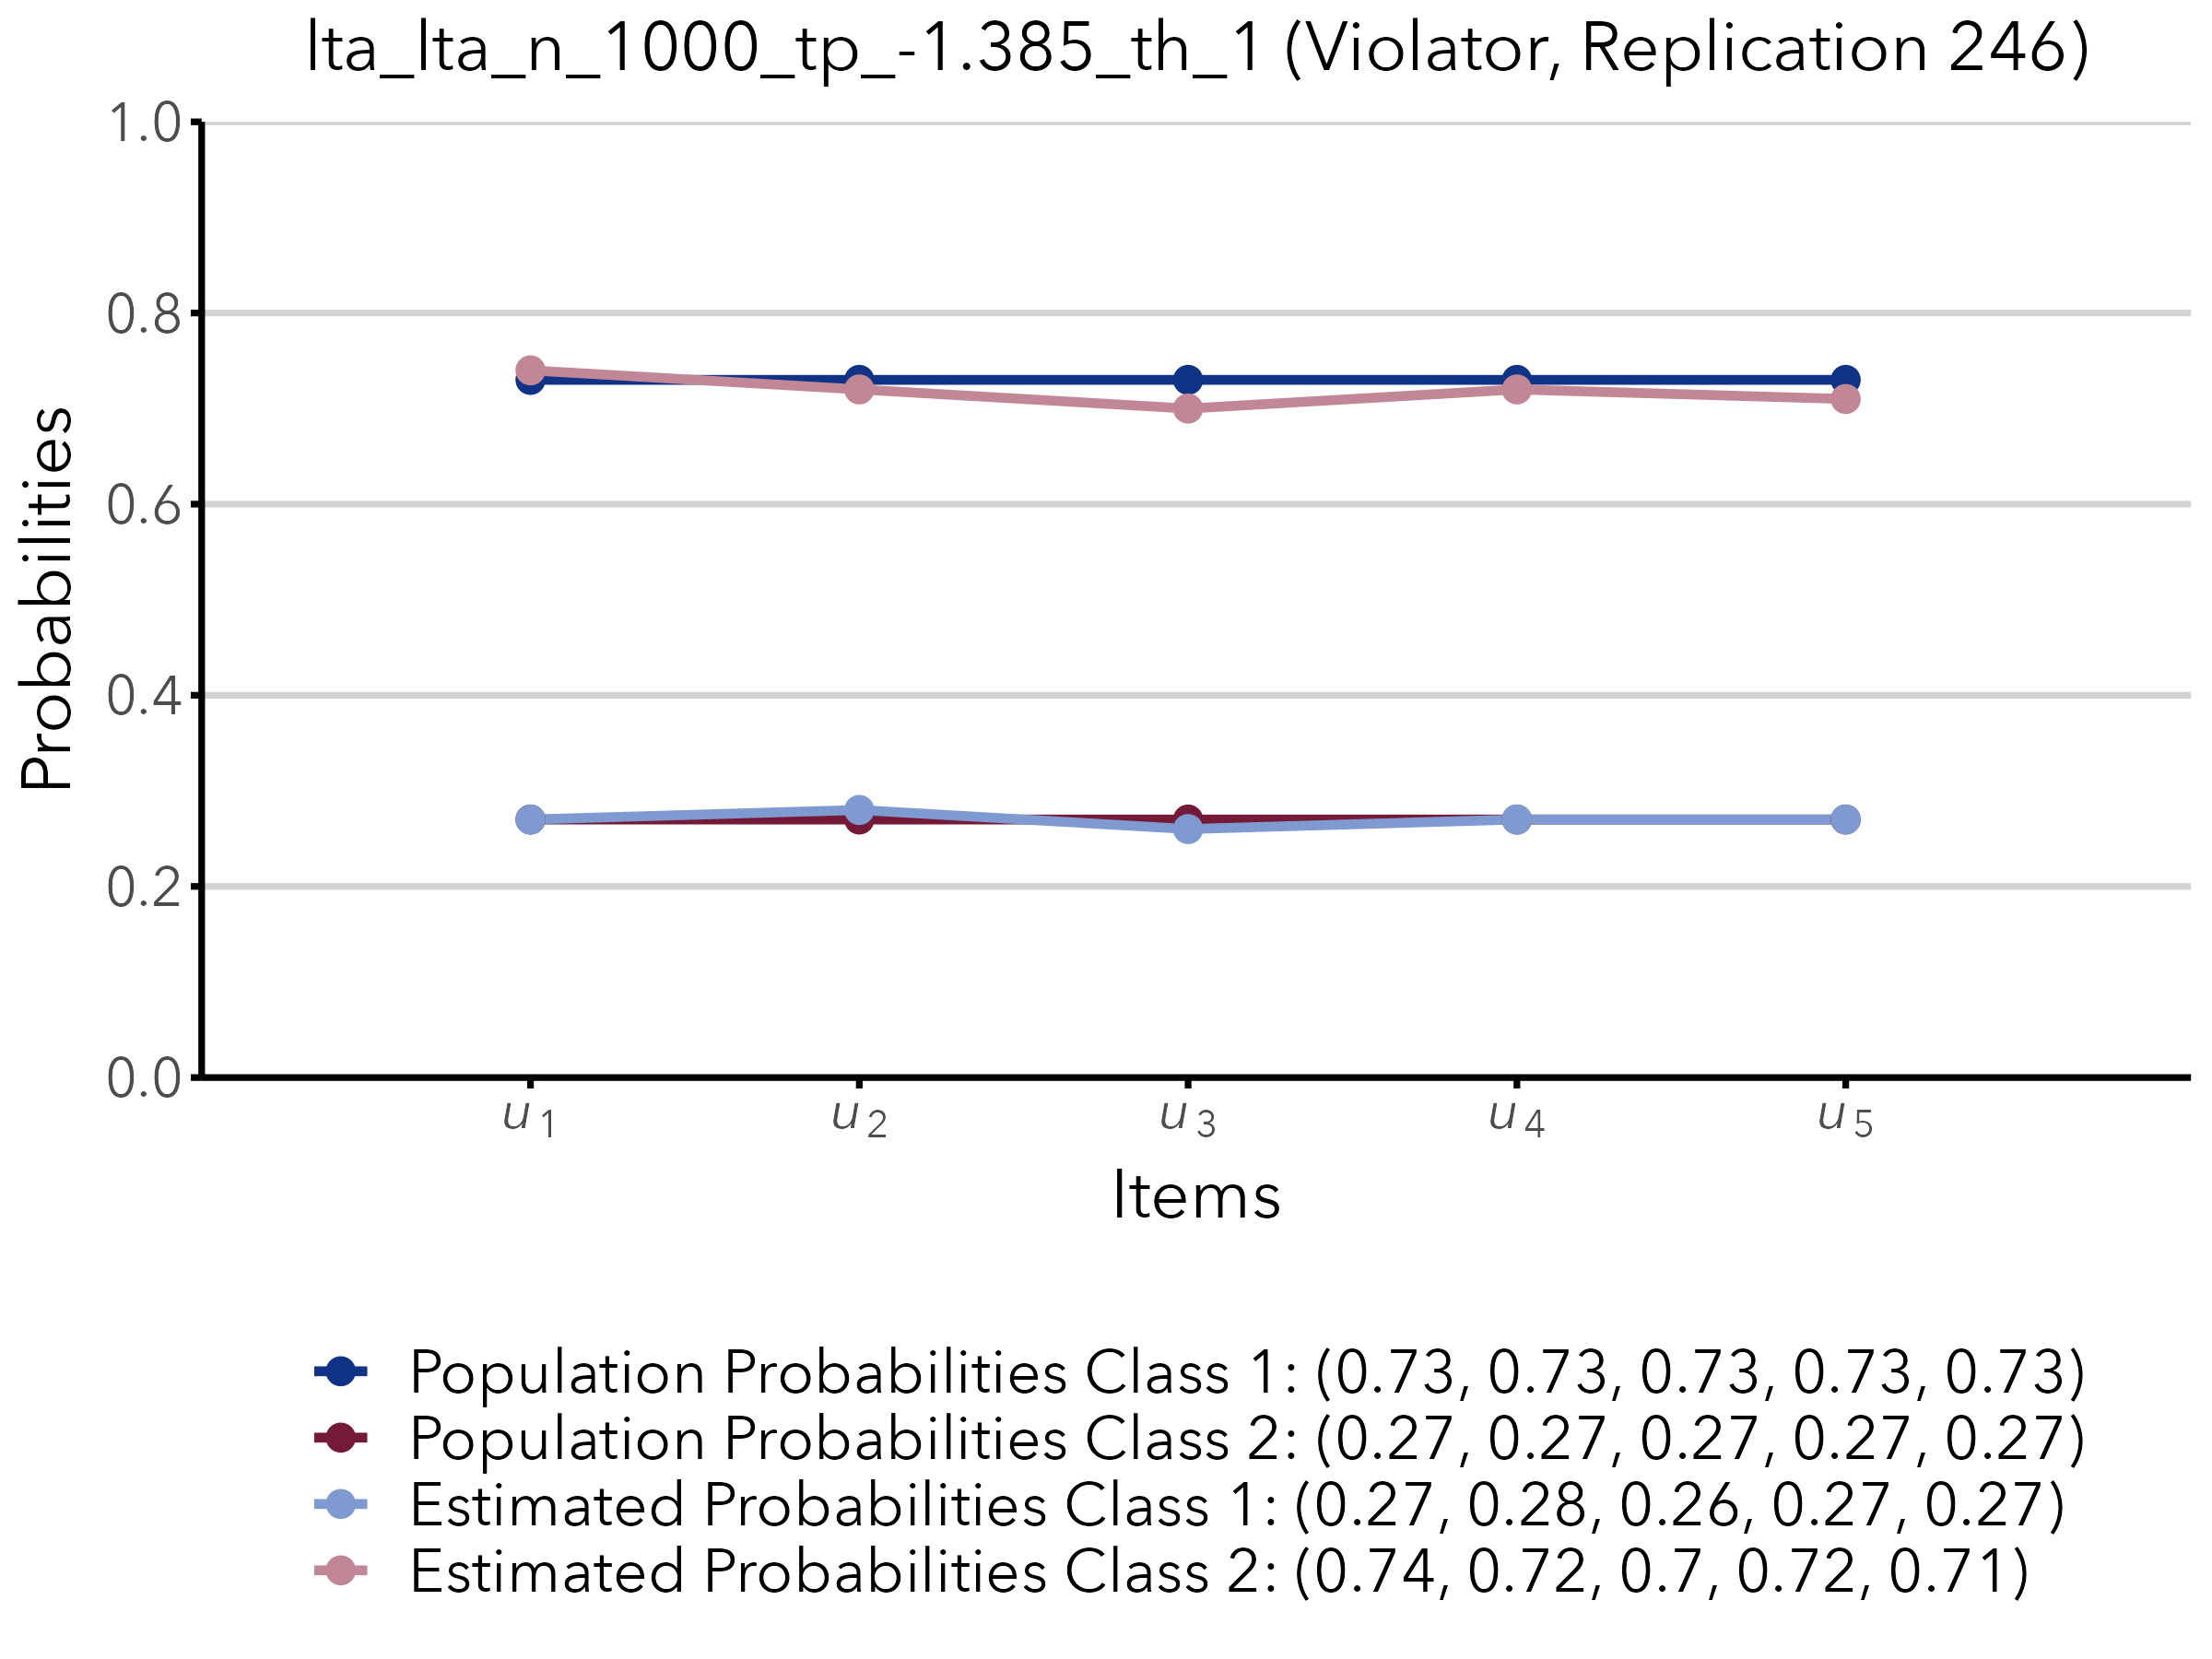 lta_lta_n_1000_tp_-1.385_th_1 (Violator, Replication 246)
1.0
0.8
0.6
0.4
0.2
0.0
Probabilities
u1 u2 u3 u4 u5
Items
Population Probabilities Class 1: (0.73, 0.73, 0.73, 0.73, 0.73)
Population Probabilities Class 2: (0.27, 0.27, 0.27, 0.27, 0.27)
Estimated Probabilities Class 1: (0.27, 0.28, 0.26, 0.27, 0.27)
Estimated Probabilities Class 2: (0.74, 0.72, 0.7, 0.72, 0.71)